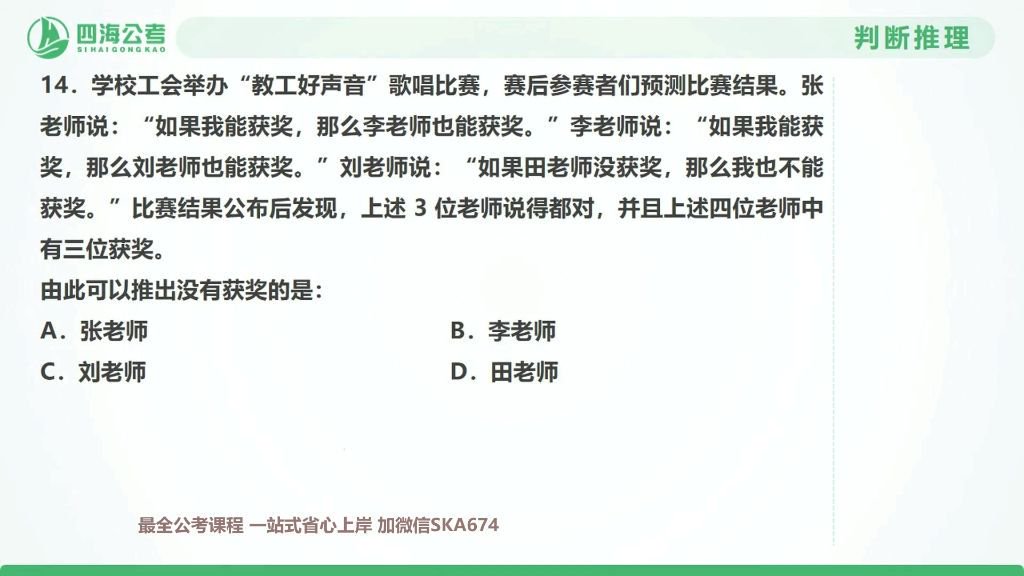 四海公考
SIHAIGONGKAO
判断推理
14．学校工会举办“教工好声音”歌唱比赛，赛后参赛者们预测比赛结果。张
老师说：“如果我能获奖，那么李老师也能获奖。”李老师说：“如果我能获
奖，那么刘老师也能获奖。”刘老师说：“如果田老师没获奖，那么我也不能
获奖。”比赛结果公布后发现，上述 3 位老师说得都对，并且上述四位老师中
有三位获奖。
由此可以推出没有获奖的是：
A．张老师 B．李老师
C．刘老师 D．田老师
最全公考课程 一站式省心上岸 加微信SKA674